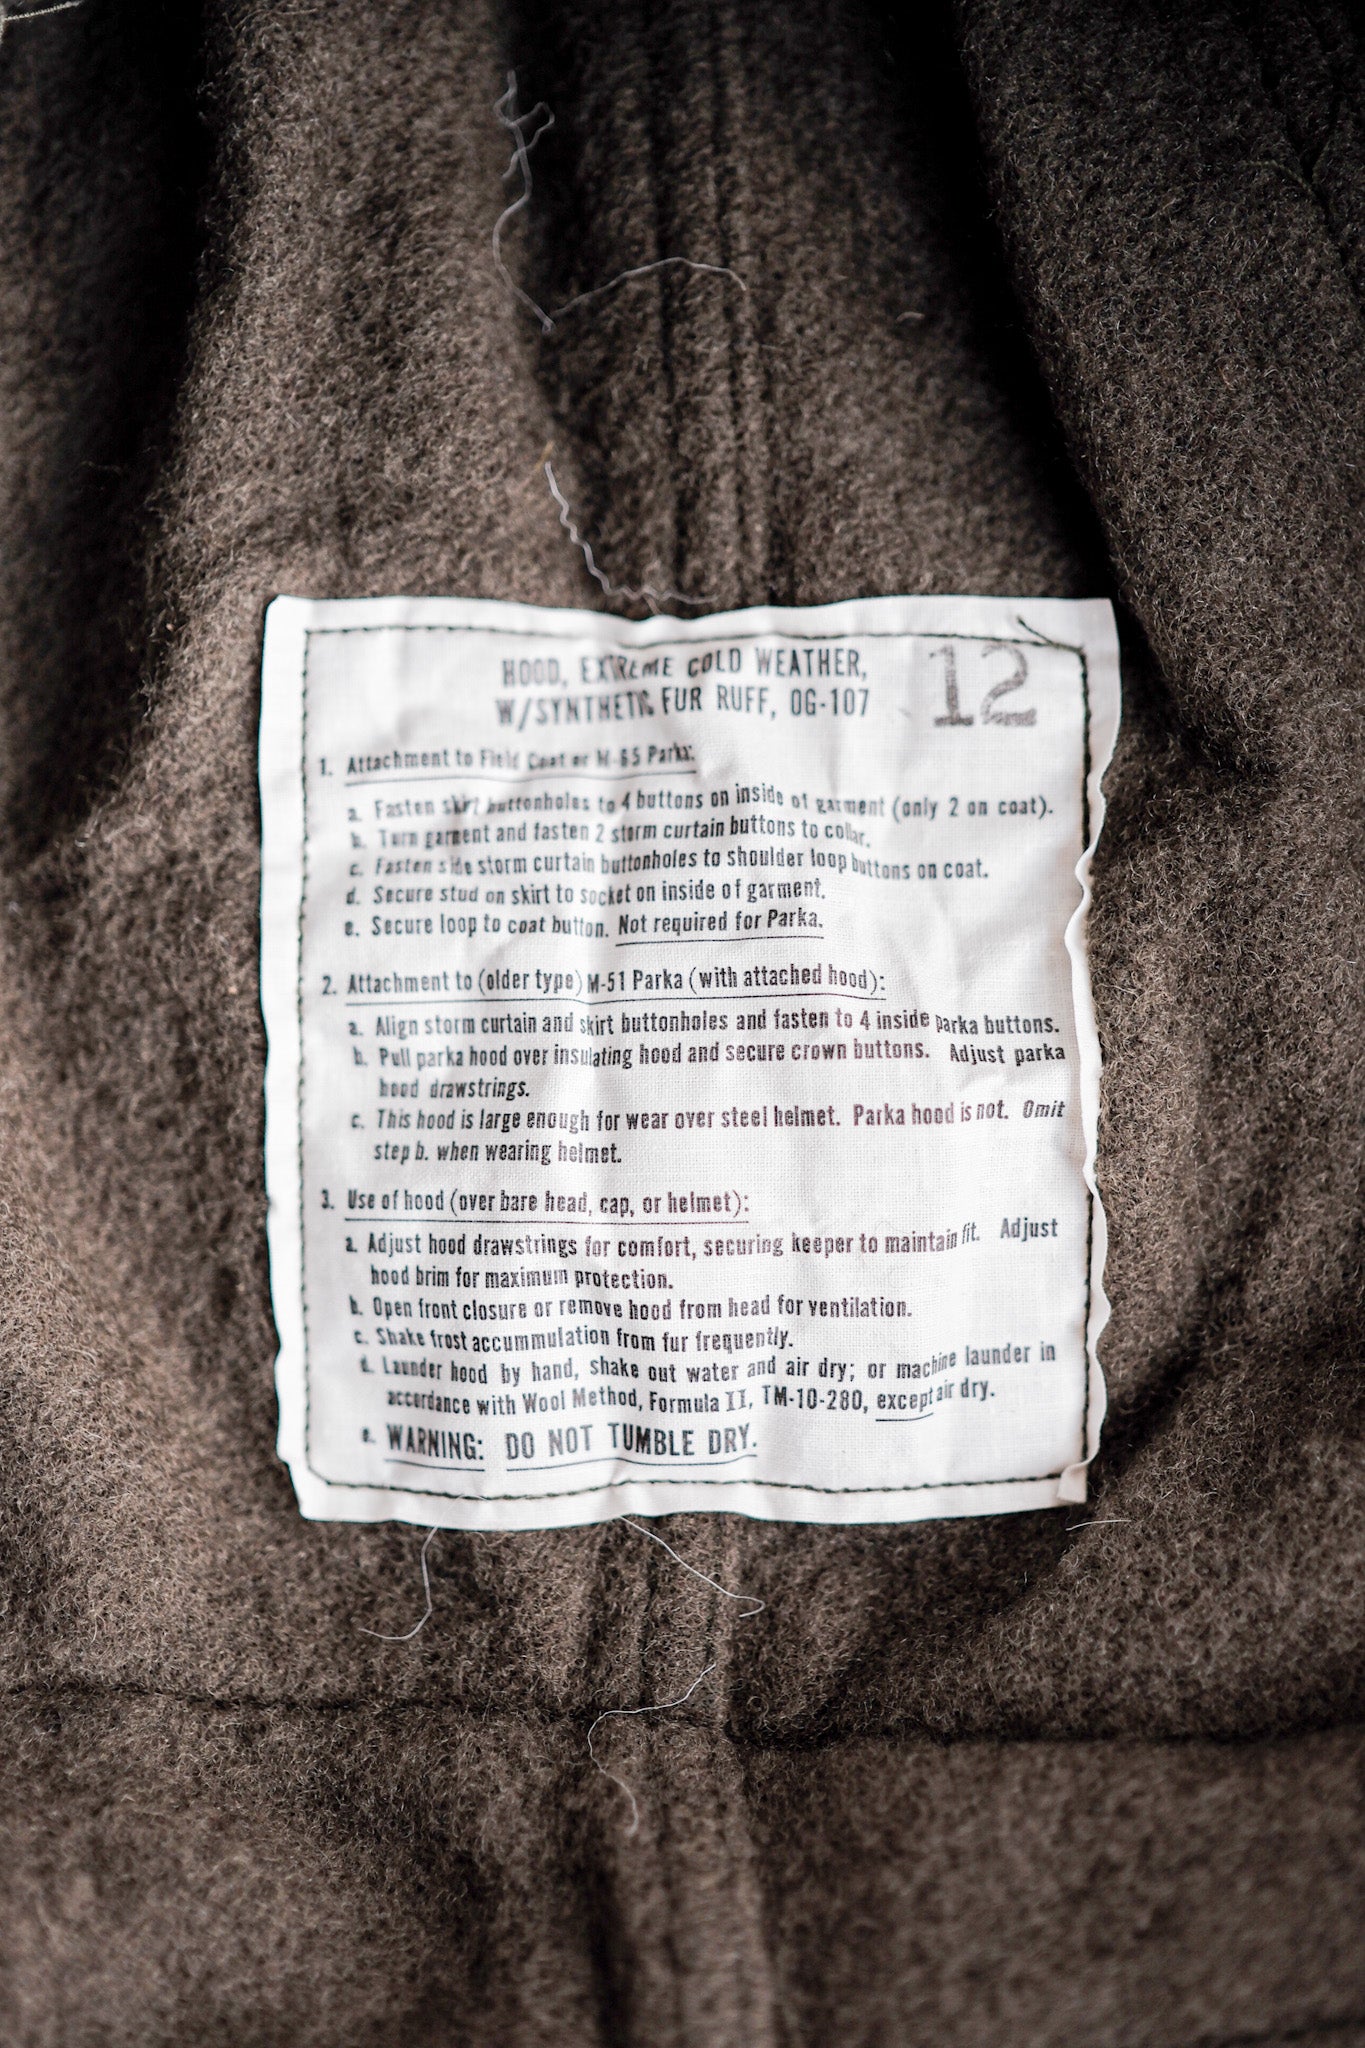 HOOD, EXTREME COLD WEATHER,
W/SYNTHETIC FUR RUFF, OG-107
12
1. Attachment to Field Coat or M-65 Parka:
a. Fasten skirt buttonholes to 4 buttons on inside of garment (only 2 on coat).
b. Turn garment and fasten 2 storm curtain buttons to collar.
c. Fasten side storm curtain buttonholes to shoulder loop buttons on coat.
d. Secure stud on skirt to socket on inside of garment.
e. Secure loop to coat button. Not required for Parka.
2. Attachment to (older type) M-51 Parka (with attached hood):
a. Align storm curtain and skirt buttonholes and fasten to 4 inside parka buttons.
b. Pull parka hood over insulating hood and secure crown buttons. Adjust parka
hood drawstrings.
c. This hood is large enough for wear over steel helmet. Parka hood is not. Omit
step b. when wearing helmet.
3. Use of hood (over bare head, cap, or helmet):
a. Adjust hood drawstrings for comfort, securing keeper to maintain fit. Adjust
hood brim for maximum protection.
b. Open front closure or remove hood from head for ventilation.
c. Shake frost accummulation from fur frequently.
d. Launder hood by hand, shake out water and air dry; or machine launder in
accordance with Wool Method, Formula II, TM-10-280, except air dry.
e. WARNING: DO NOT TUMBLE DRY.